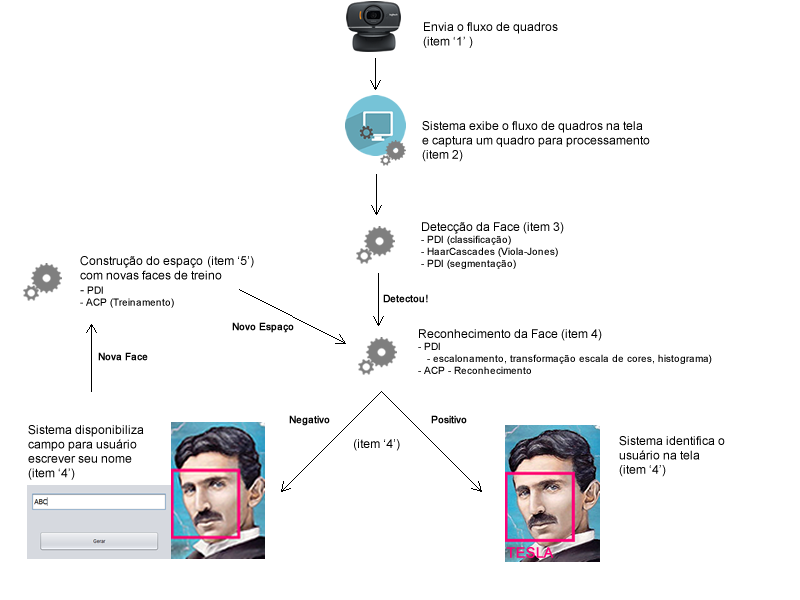 Envia o fluxo de quadros
(item ‘1’ )
Sistema exibe o fluxo de quadros na tela
e captura um quadro para processamento
(item 2)
Detecção da Face (item 3)
- PDI (classificação)
- HaarCascades (Viola-Jones)
- PDI (segmentação)
Construção do espaço (item ‘5’)
com novas faces de treino
- PDI
- ACP (Treinamento)
Detectou!
Novo Espaço
Reconhecimento da Face (item 4)
- PDI
- escalonamento, transformação escala de cores, histograma)
- ACP - Reconhecimento
Nova Face
Negativo
Positivo
(item ‘4’)
Sistema disponibiliza
campo para usuário
escrever seu nome
(item ‘4’)
ABC
Gerar
Sistema identifica o
usuário na tela
(item ‘4’)
TESLA